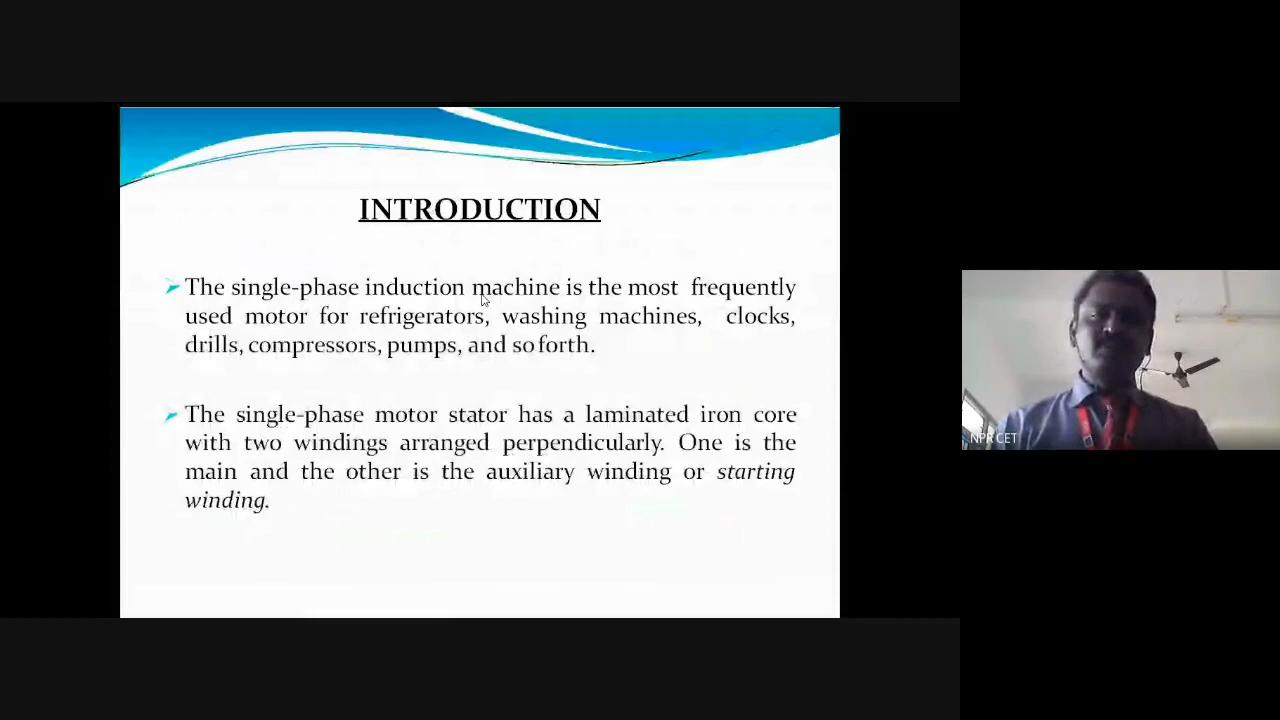 INTRODUCTION
The single-phase induction machine is the most frequently
used motor for refrigerators, washing machines, clocks,
drills, compressors, pumps, and so forth.
The single-phase motor stator has a laminated iron core
with two windings arranged perpendicularly. One is the
main and the other is the auxiliary winding or starting
winding.
NPR CET